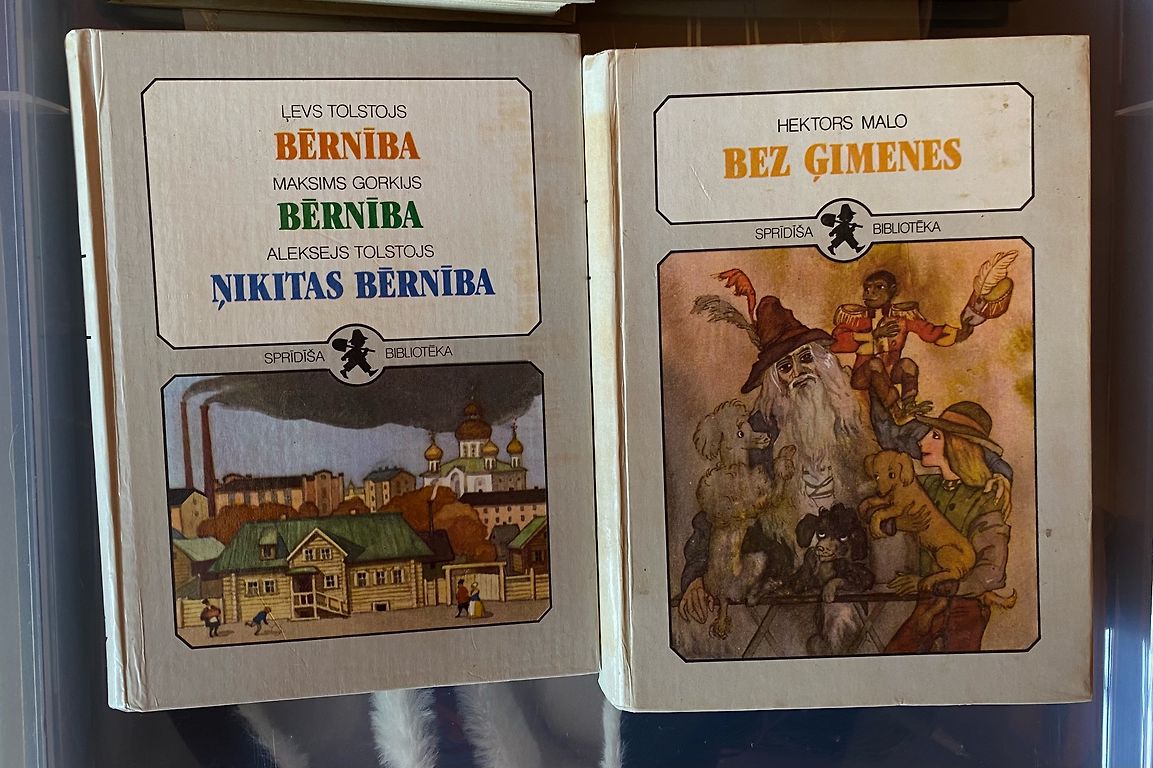 ĻEVS TOLSTOJS
BĒRNĪBA
MAKSIMS GORKIJS
BĒRNĪBA
ALEKSEJS TOLSTOJS
ŅIKITAS BĒRNĪBA
SPRĪDĪŠA BIBLIOTĒKA
HEKTORS MALO
BEZ ĢIMENES
SPRĪDĪŠA BIBLIOTĒKA